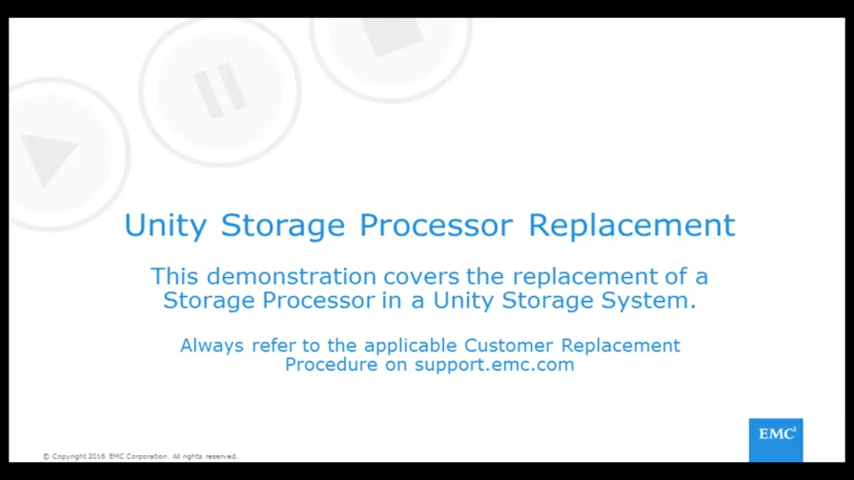 Unity Storage Processor Replacement
This demonstration covers the replacement of a
Storage Processor in a Unity Storage System.
Always refer to the applicable Customer Replacement
Procedure on support.emc.com
EMC²
© Copyright 2016 EMC Corporation. All rights reserved.